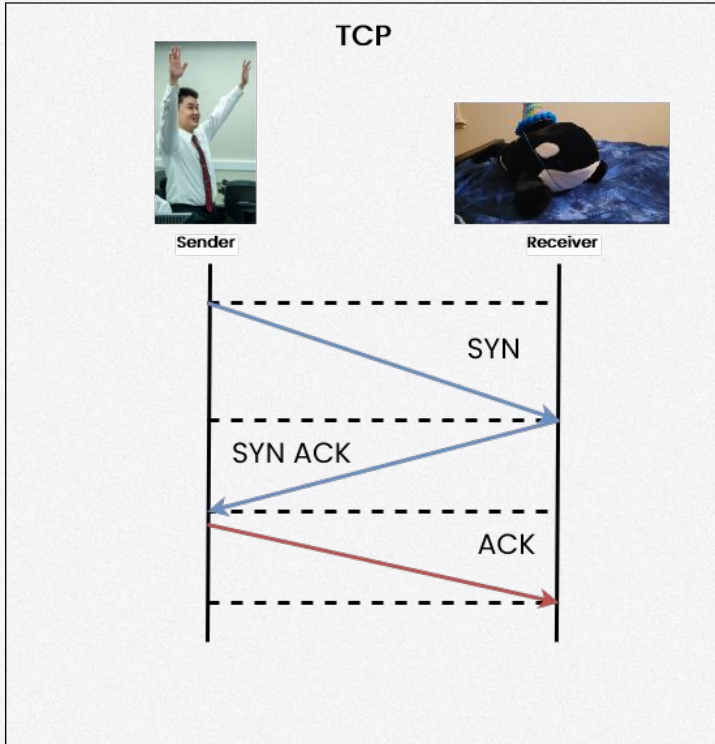 TCP
Sender
Receiver
SYN
SYN ACK
ACK